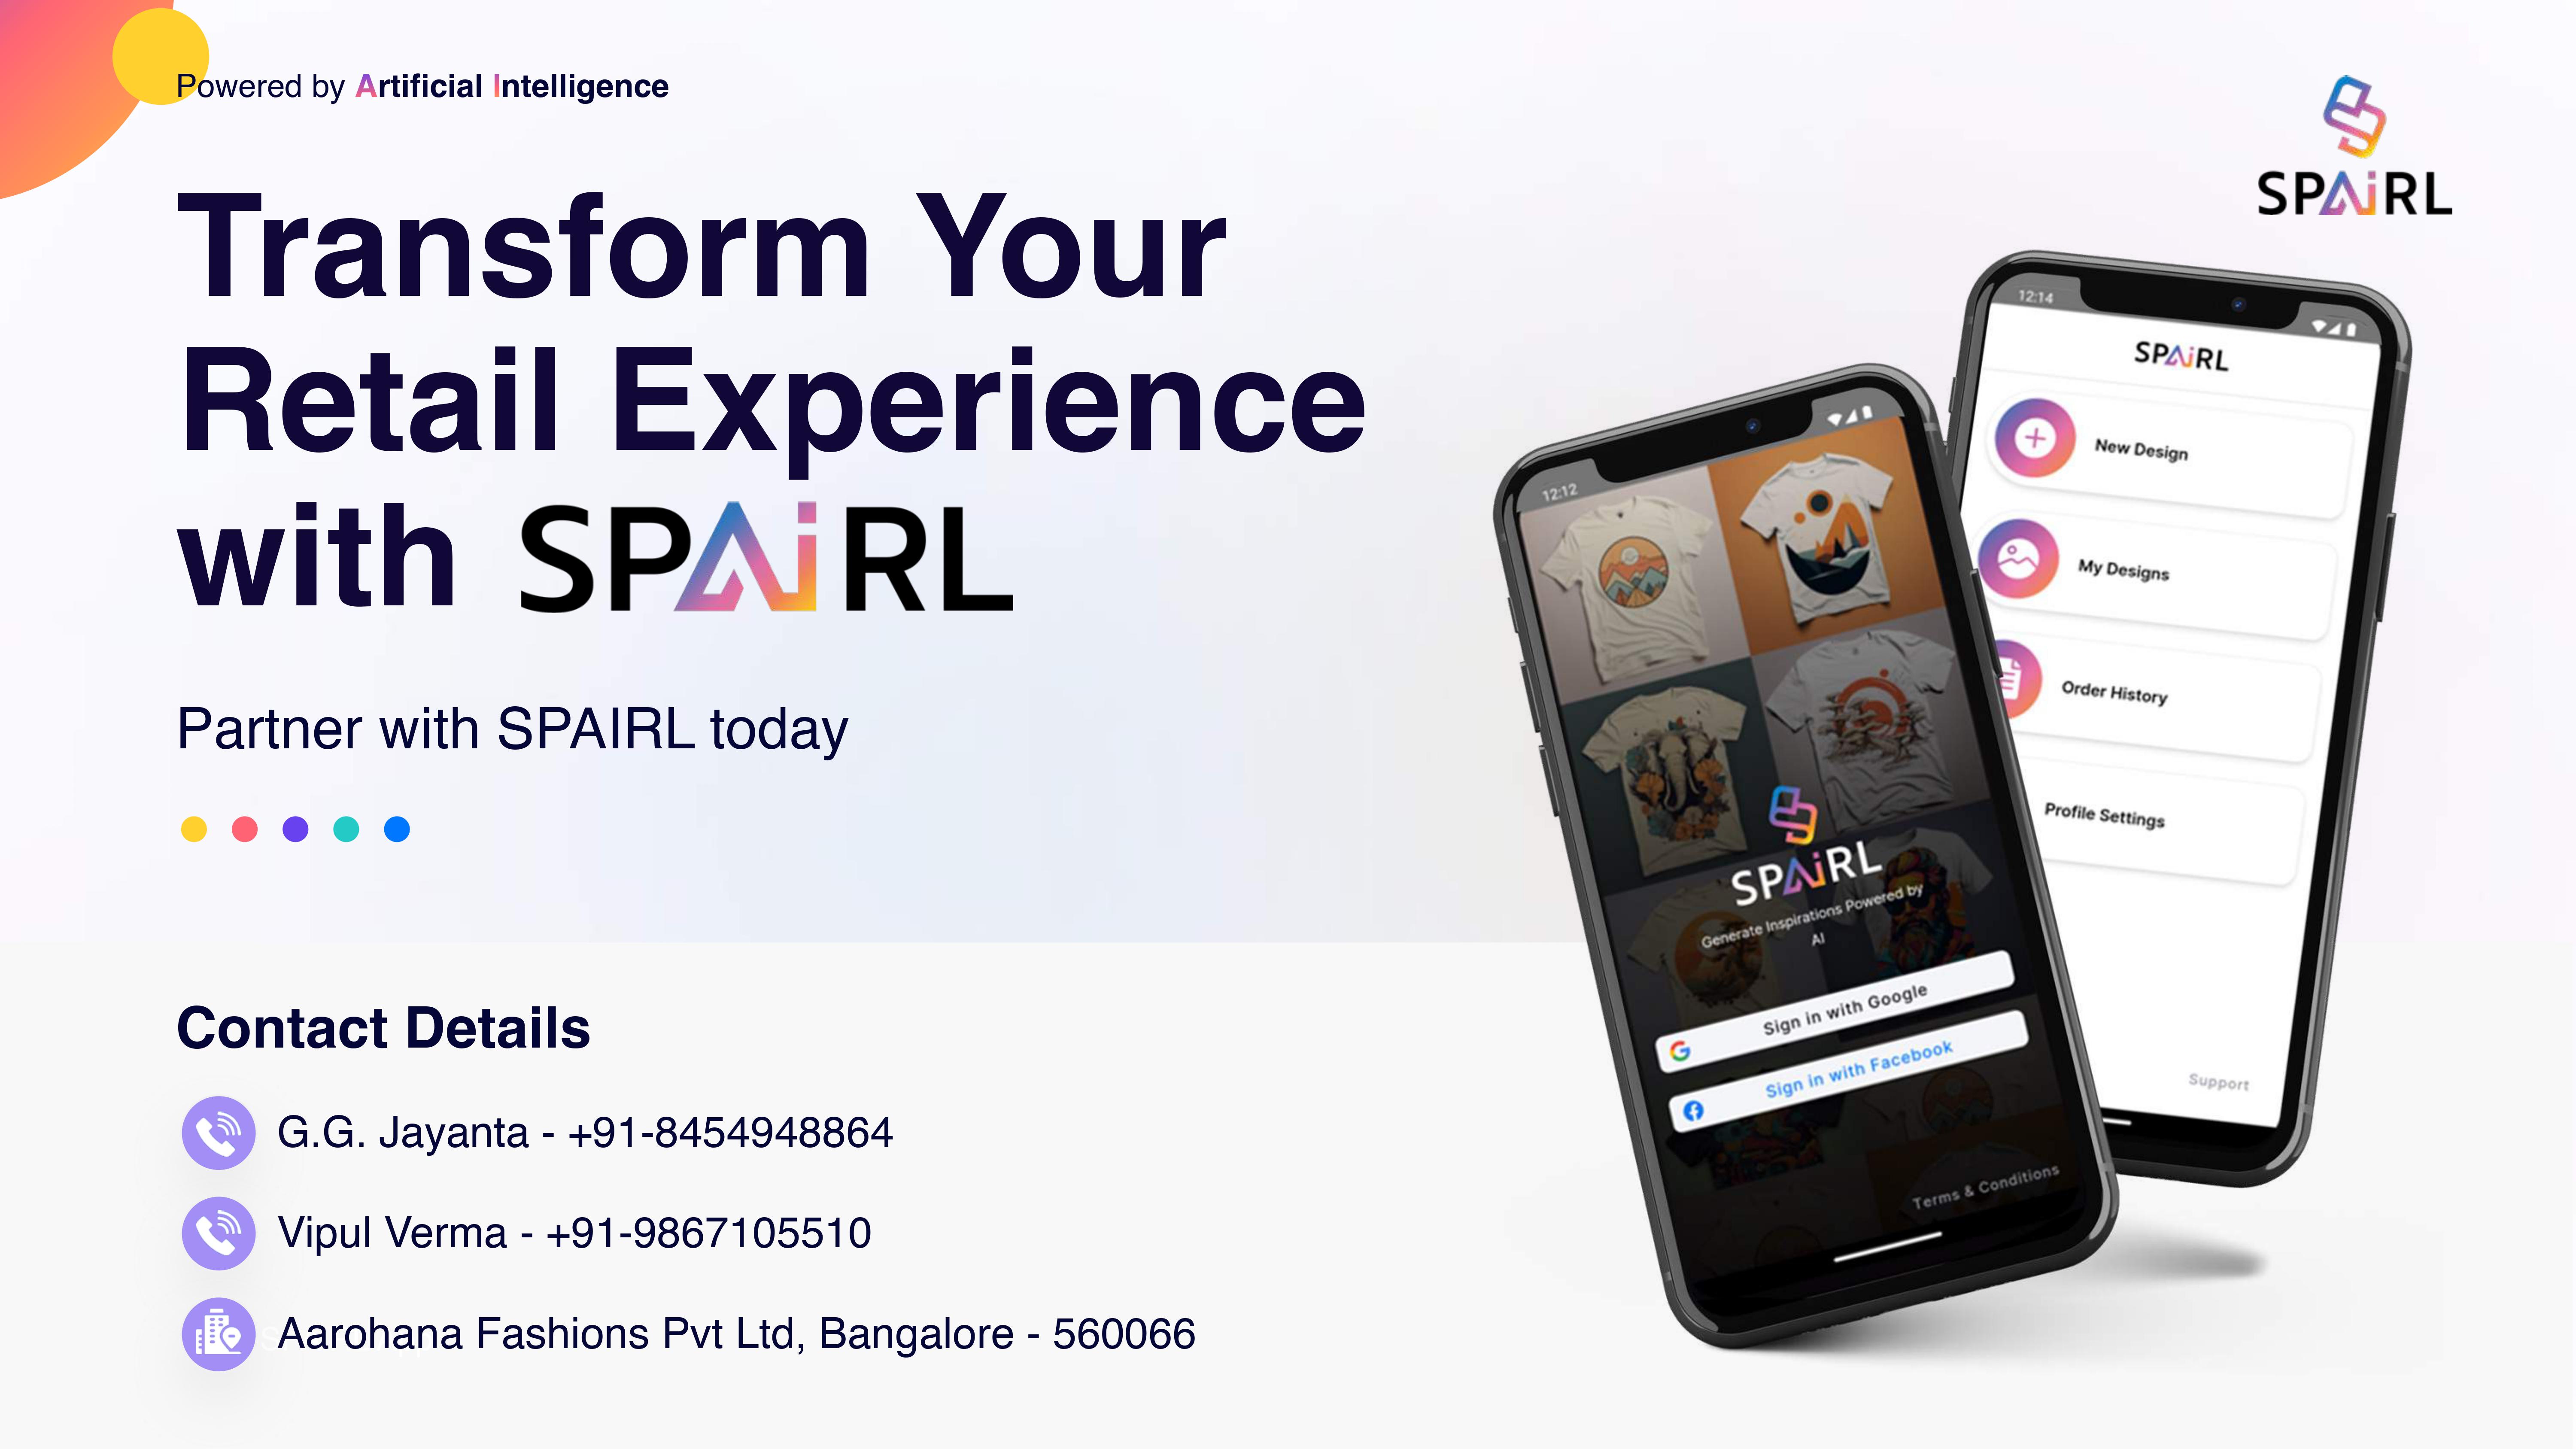 Powered by Artificial Intelligence
SPAiRL
Transform Your
Retail Experience
with SPAiRL
Partner with SPAIRL today
12:12
SPAiRL
Generate Inspirations Powered by
AI
Sign in with Google
Sign in with Facebook
Terms & Conditions
12:14
SPAiRL
New Design
My Designs
Order History
Profile Settings
Support
Contact Details
G.G. Jayanta - +91-8454948864
Vipul Verma - +91-9867105510
Aarohana Fashions Pvt Ltd, Bangalore - 560066